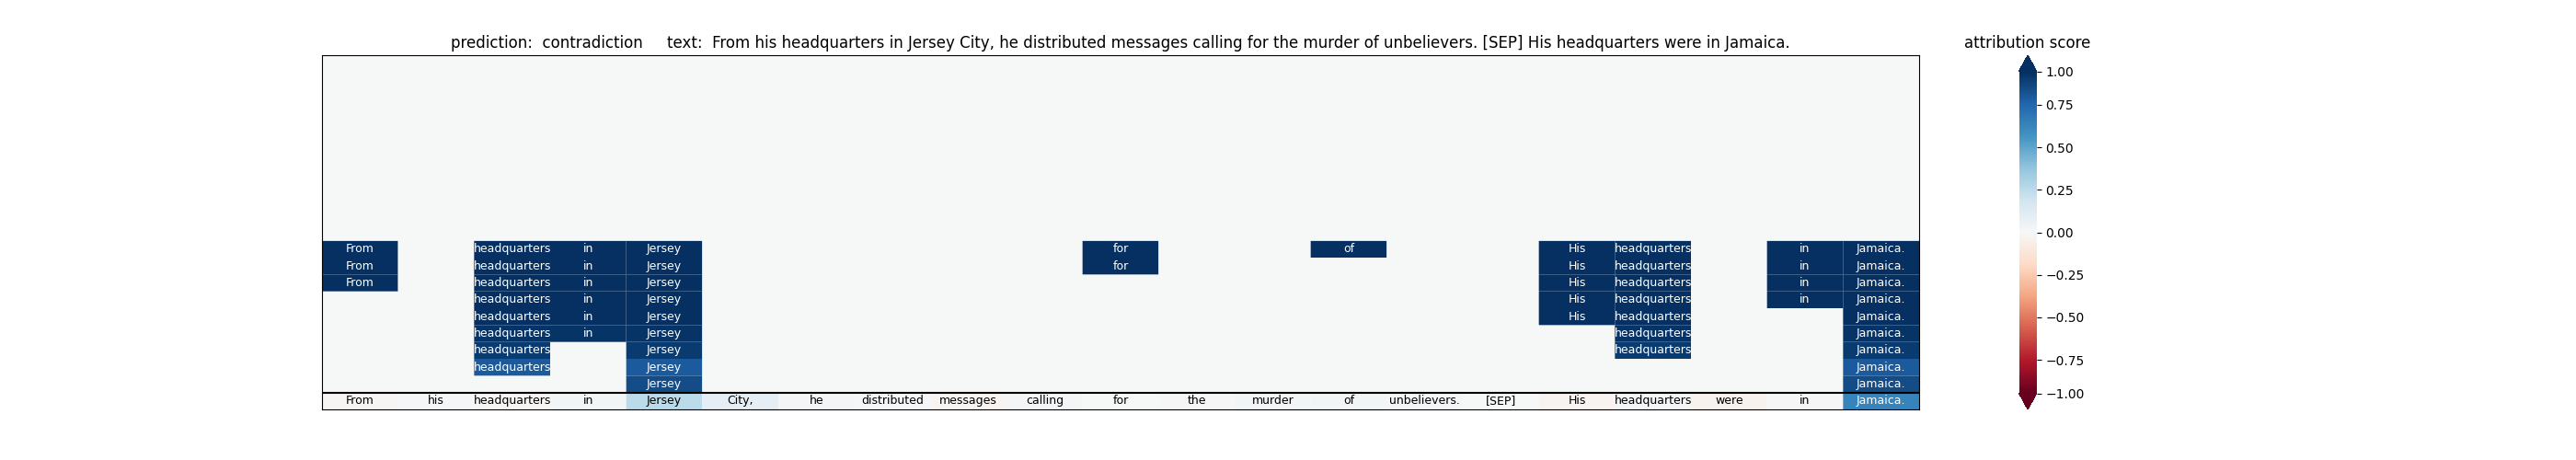 prediction:  contradiction     text:  From his headquarters in Jersey City, he distributed messages calling for the murder of unbelievers. [SEP] His headquarters were in Jamaica.
attribution score
From headquarters in Jersey for of His headquarters in Jamaica.
From headquarters in Jersey for His headquarters in Jamaica.
From headquarters in Jersey His headquarters in Jamaica.
headquarters in Jersey His headquarters in Jamaica.
headquarters in Jersey His headquarters Jamaica.
headquarters in Jersey headquarters Jamaica.
headquarters Jersey headquarters Jamaica.
headquarters Jersey Jamaica.
Jersey Jamaica.
From his headquarters in Jersey City, he distributed messages calling for the murder of unbelievers. [SEP] His headquarters were in Jamaica.
1.00
0.75
0.50
0.25
0.00
−0.25
−0.50
−0.75
−1.00